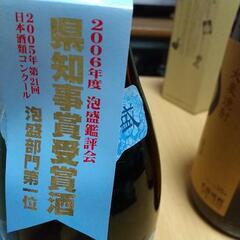 2006年度 泡盛鑑評会
県知事賞受賞酒
2005年 第21回
日本酒類コンクール
泡盛部門第一位
盛